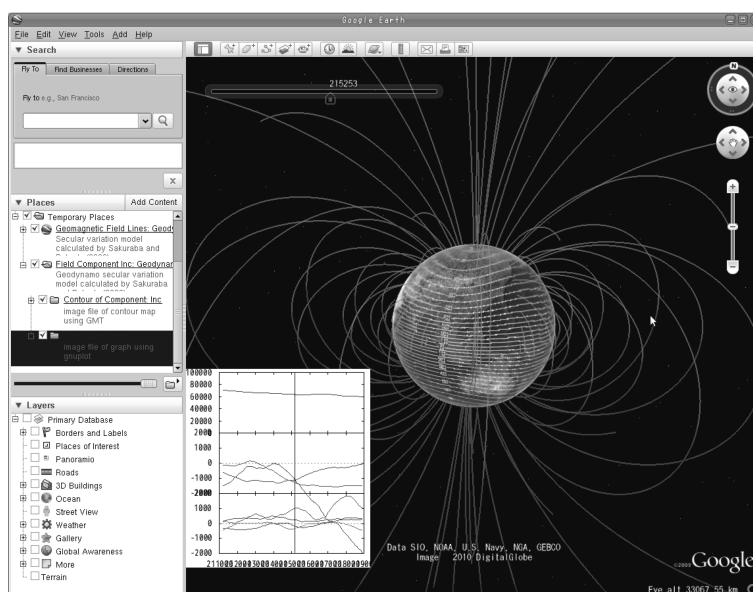 Google Earth
File Edit View Tools Add Help
Search
Fly To Find Businesses Directions
Fly to e.g., San Francisco
Places Add Content
Temporary Places
Geomagnetic Field Lines: Geody
Secular variation model
calculated by Sakuraba and
Field Component Inc: Geodynar
Geodynamo secular variation
model calculated by Sakuraba
Contour of Component: Inc
image file of contour map
using GMT
image file of graph using
gnuplot
Layers
Primary Database
Borders and Labels
Places of Interest
Panoramio
Roads
3D Buildings
Ocean
Street View
Weather
Gallery
Global Awareness
More
Terrain
215253
N
100000
80000
60000
40000
20000
1000
0
-1000
-2000
1000
0
-1000
-2000
Data SIO, NOAA, U.S. Navy, NGA, GEBCO
Image 2010 DigitalGlobe
©2009 Google
Eye alt 33067.55 km